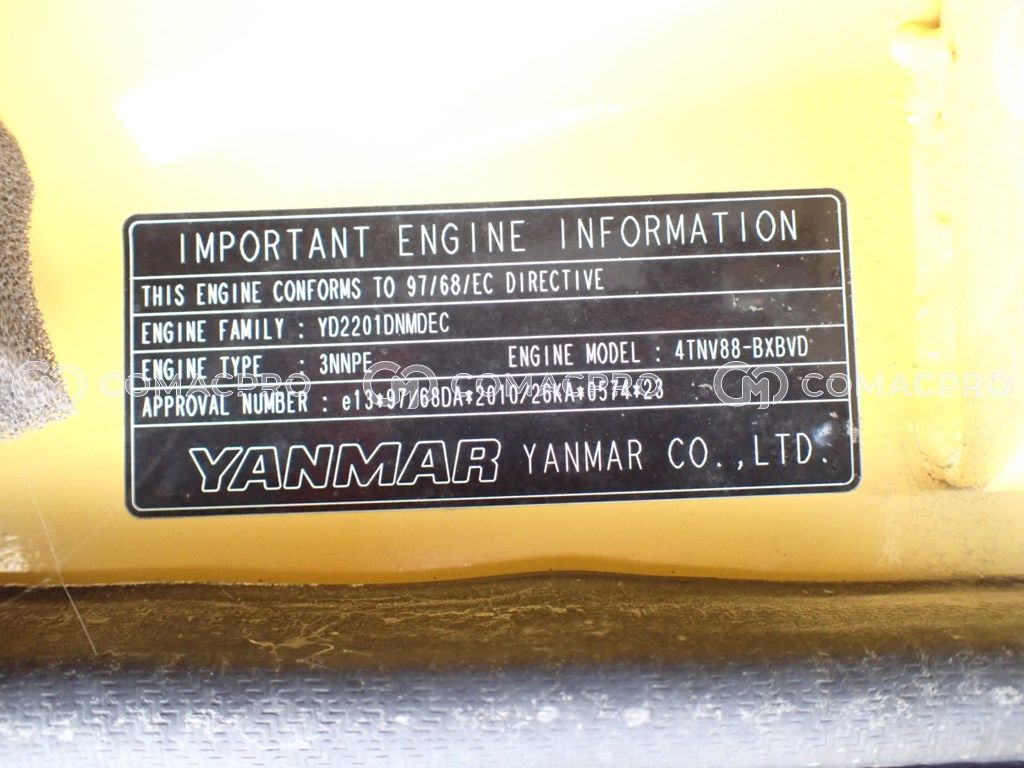 IMPORTANT ENGINE INFORMATION
THIS ENGINE CONFORMS TO 97/68/EC DIRECTIVE
ENGINE FAMILY : YD2201DNMDEC
ENGINE TYPE : 3NNPE ENGINE MODEL : 4TNV88-BXBVD
COMACPRO COMACPRO COMACPRO
APPROVAL NUMBER : e13*97/68DA*2010/26KA*0574*23
YANMAR YANMAR CO.,LTD.